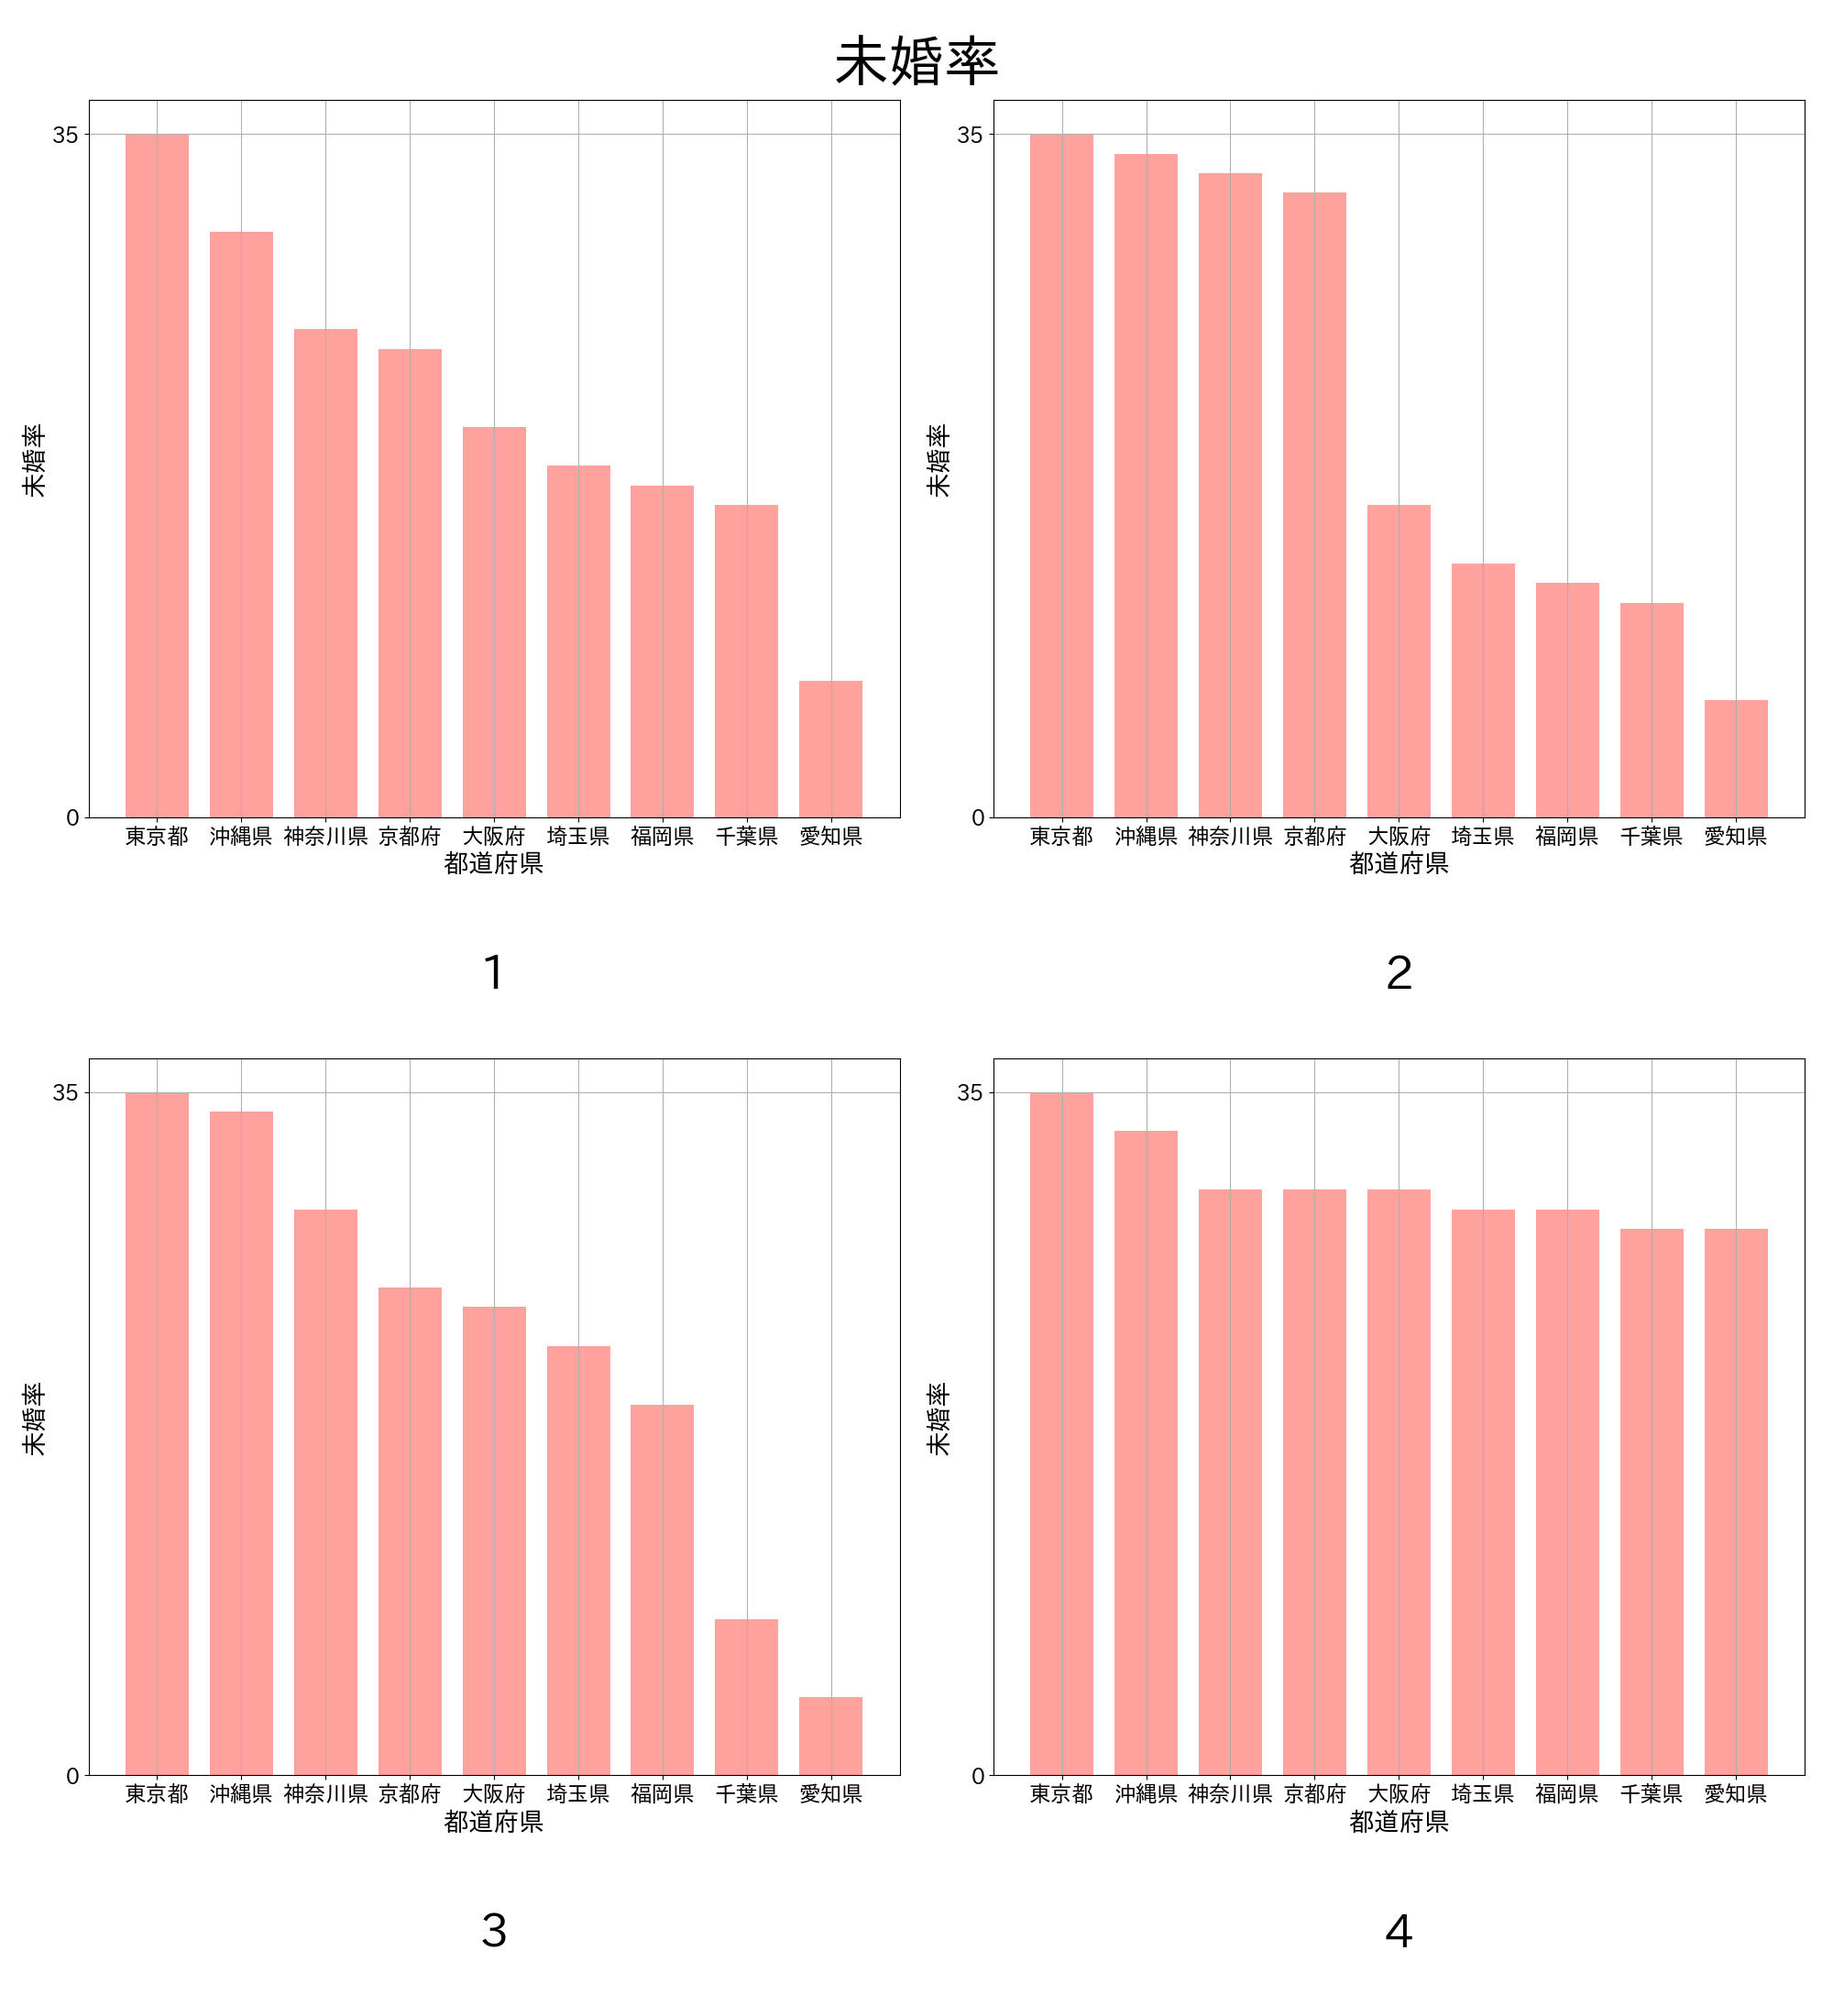 未婚率
35
0
未婚率
東京都 沖縄県 神奈川県 京都府 大阪府 埼玉県 福岡県 千葉県 愛知県
都道府県
1
35
0
未婚率
東京都 沖縄県 神奈川県 京都府 大阪府 埼玉県 福岡県 千葉県 愛知県
都道府県
2
35
0
未婚率
東京都 沖縄県 神奈川県 京都府 大阪府 埼玉県 福岡県 千葉県 愛知県
都道府県
3
35
0
未婚率
東京都 沖縄県 神奈川県 京都府 大阪府 埼玉県 福岡県 千葉県 愛知県
都道府県
4